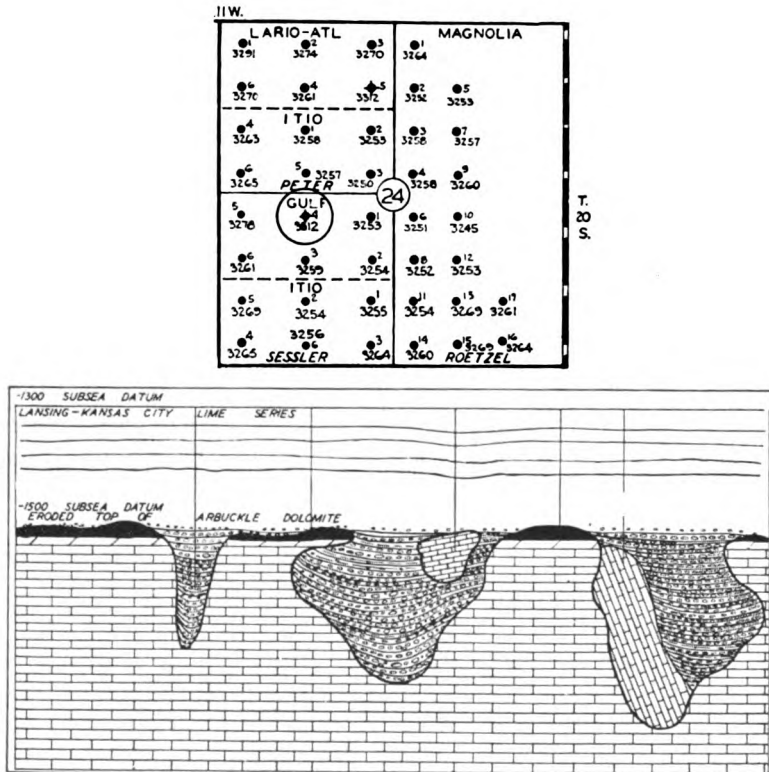 11W.
LARIO-ATL MAGNOLIA
1 2 3 1
3291 3274 3270 3264
6 4 5 2 5
3270 3261 3312 3252 3253
ITIO
4 1 2 3 7
3263 3258 3253 3258 3257
6 5 3257 3 4 9
3265 PETER 3250 3258 3260
24
GULF
T. 20 S.
5 4 1 6 10
3278 3312 3253 3251 3245
6 3 2 8 12
3261 3259 3254 3252 3253
ITIO
5 2 1 11 13 17
3269 3254 3255 3254 3269 3261
3256
4 6 3 14 15 16
3265 SESSLER 3264 3260 3269 3264
ROETZEL
-1300 SUBSEA DATUM
LANSING-KANSAS CITY LIME SERIES
-1500 SUBSEA DATUM
ERODED TOP OF ARBUCKLE DOLOMITE